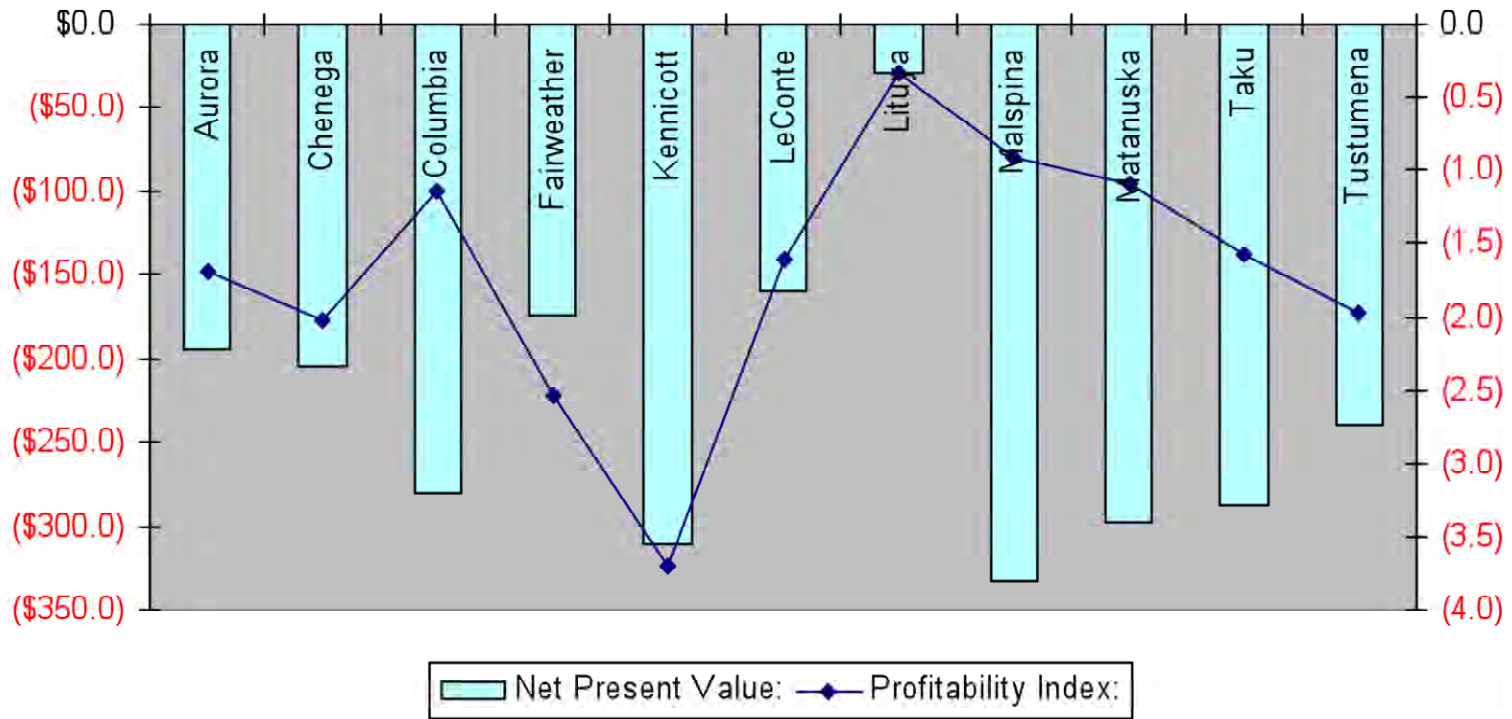 $0.0
($50.0)
($100.0)
($150.0)
($200.0)
($250.0)
($300.0)
($350.0)
Aurora
Chenega
Columbia
Fairweather
Kennicott
LeConte
Lituya
Malspina
Matanuska
Taku
Tustumena
0.0
(0.5)
(1.0)
(1.5)
(2.0)
(2.5)
(3.0)
(3.5)
(4.0)
Net Present Value: Profitability Index: